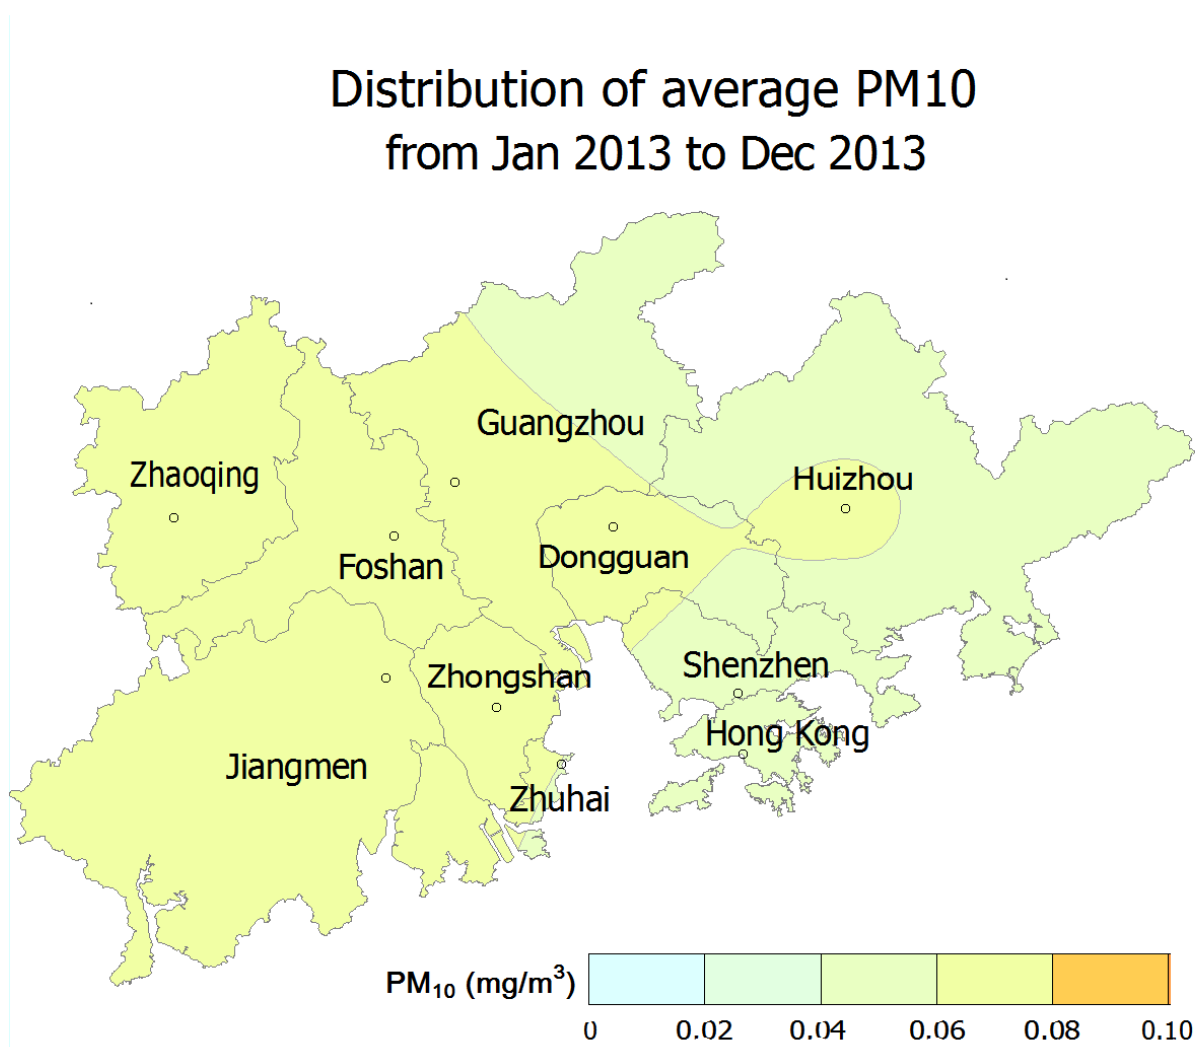 Distribution of average PM10
from Jan 2013 to Dec 2013
Guangzhou
Zhaoqing
Huizhou
Foshan
Dongguan
Zhongshan
Shenzhen
Hong Kong
Jiangmen
Zhuhai
PM₁₀ (mg/m³)
0 0.02 0.04 0.06 0.08 0.10